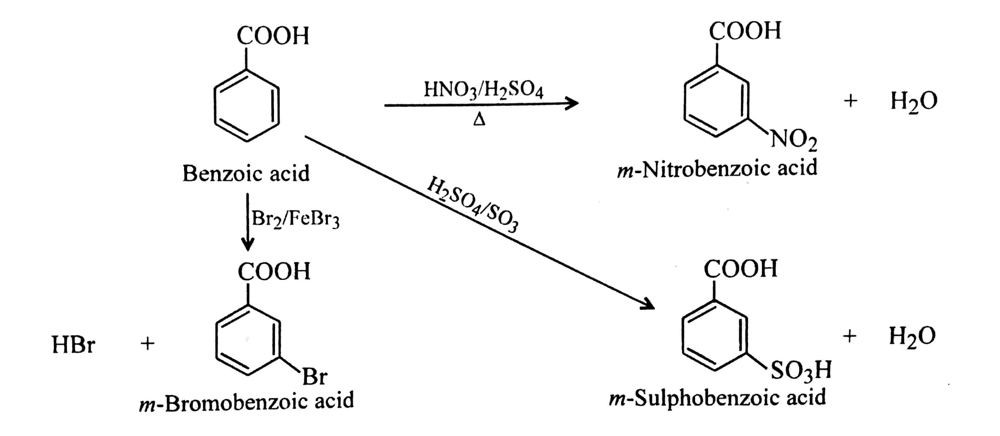 COOH
COOH
HNO₃/H₂SO₄
Δ
+ H₂O
NO₂
Benzoic acid
m-Nitrobenzoic acid
H₂SO₄/SO₃
Br₂/FeBr₃
COOH
COOH
HBr +
+ H₂O
Br
SO₃H
m-Bromobenzoic acid
m-Sulphobenzoic acid